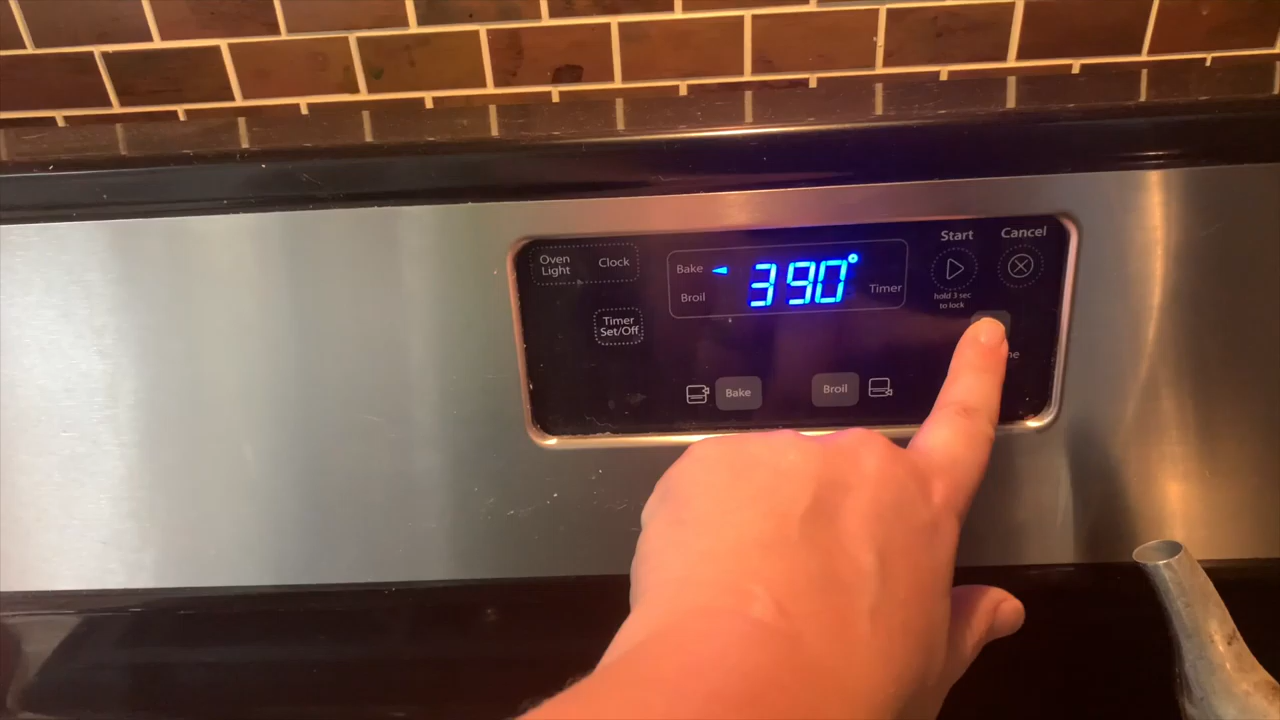 Oven
Light
Clock
Timer
Set/Off
Bake
Broil
390°
Timer
Start
hold 3 sec
to lock
Cancel
Bake
Broil